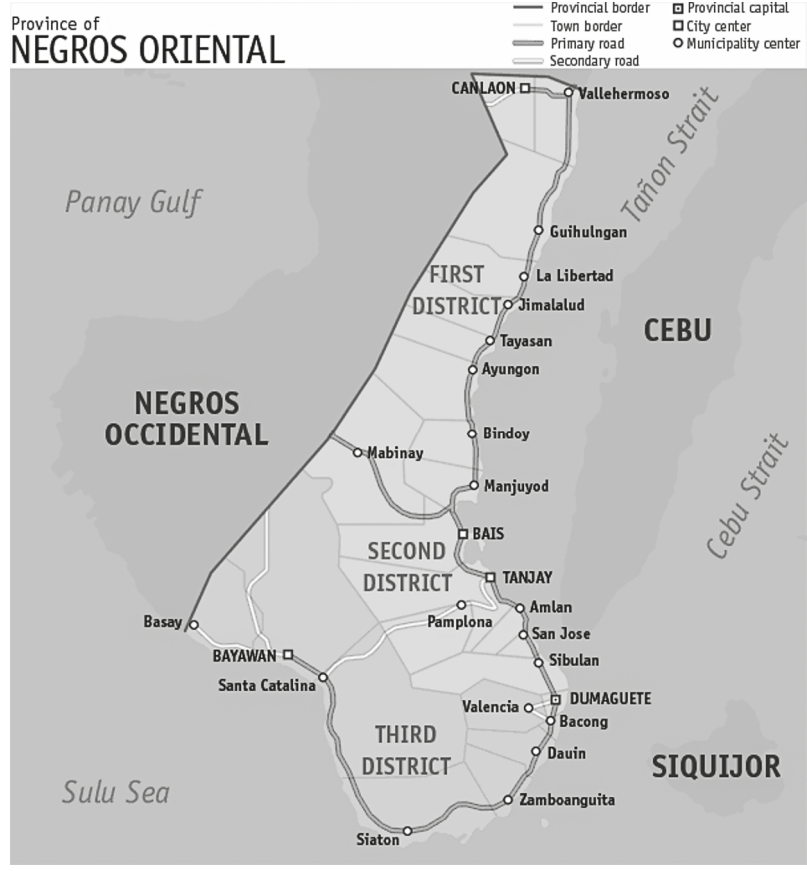 Province of
NEGROS ORIENTAL
Provincial border
Town border
Primary road
Secondary road
Provincial capital
City center
Municipality center
CANLAON
Vallehermoso
Tañon Strait
Panay Gulf
Guihulngan
FIRST
DISTRICT
La Libertad
Jimalalud
CEBU
Tayasan
Ayungon
NEGROS
OCCIDENTAL
Bindoy
Mabinay
Manjuyod
Cebu Strait
BAIS
SECOND
DISTRICT
TANJAY
Amlan
Pamplona
Basay
San Jose
BAYAWAN
Sibulan
Santa Catalina
DUMAGUETE
Valencia
Bacong
THIRD
DISTRICT
Dauin
SIQUIJOR
Sulu Sea
Zamboanguita
Siaton